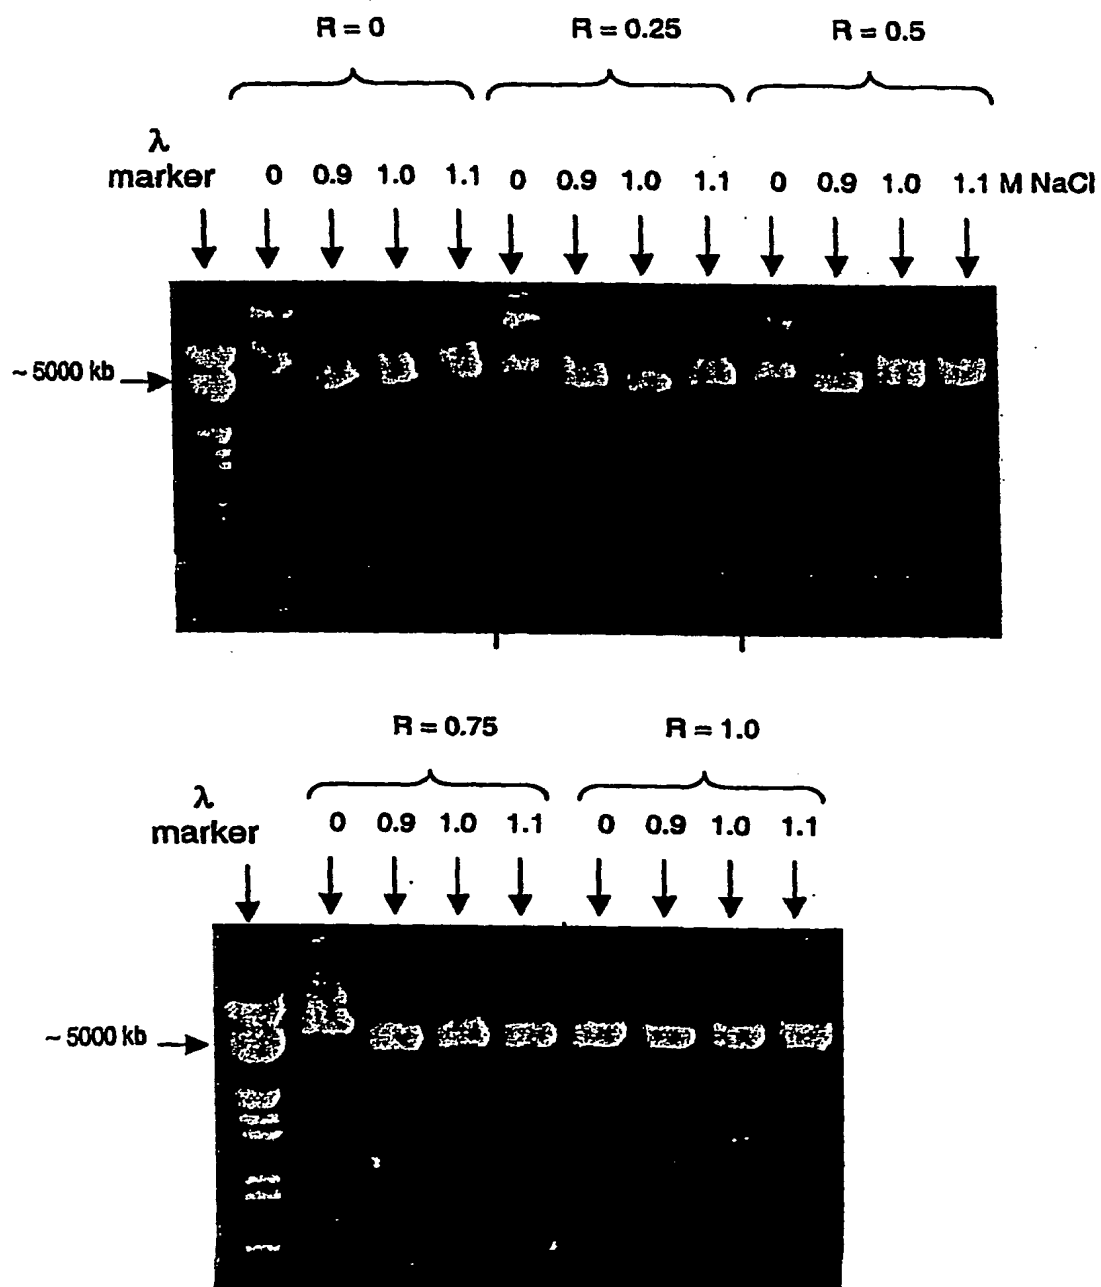 R = 0 R = 0.25 R = 0.5
λ
marker 0 0.9 1.0 1.1 0 0.9 1.0 1.1 0 0.9 1.0 1.1 M NaCl
~ 5000 kb
R = 0.75 R = 1.0
λ
marker 0 0.9 1.0 1.1 0 0.9 1.0 1.1
~ 5000 kb